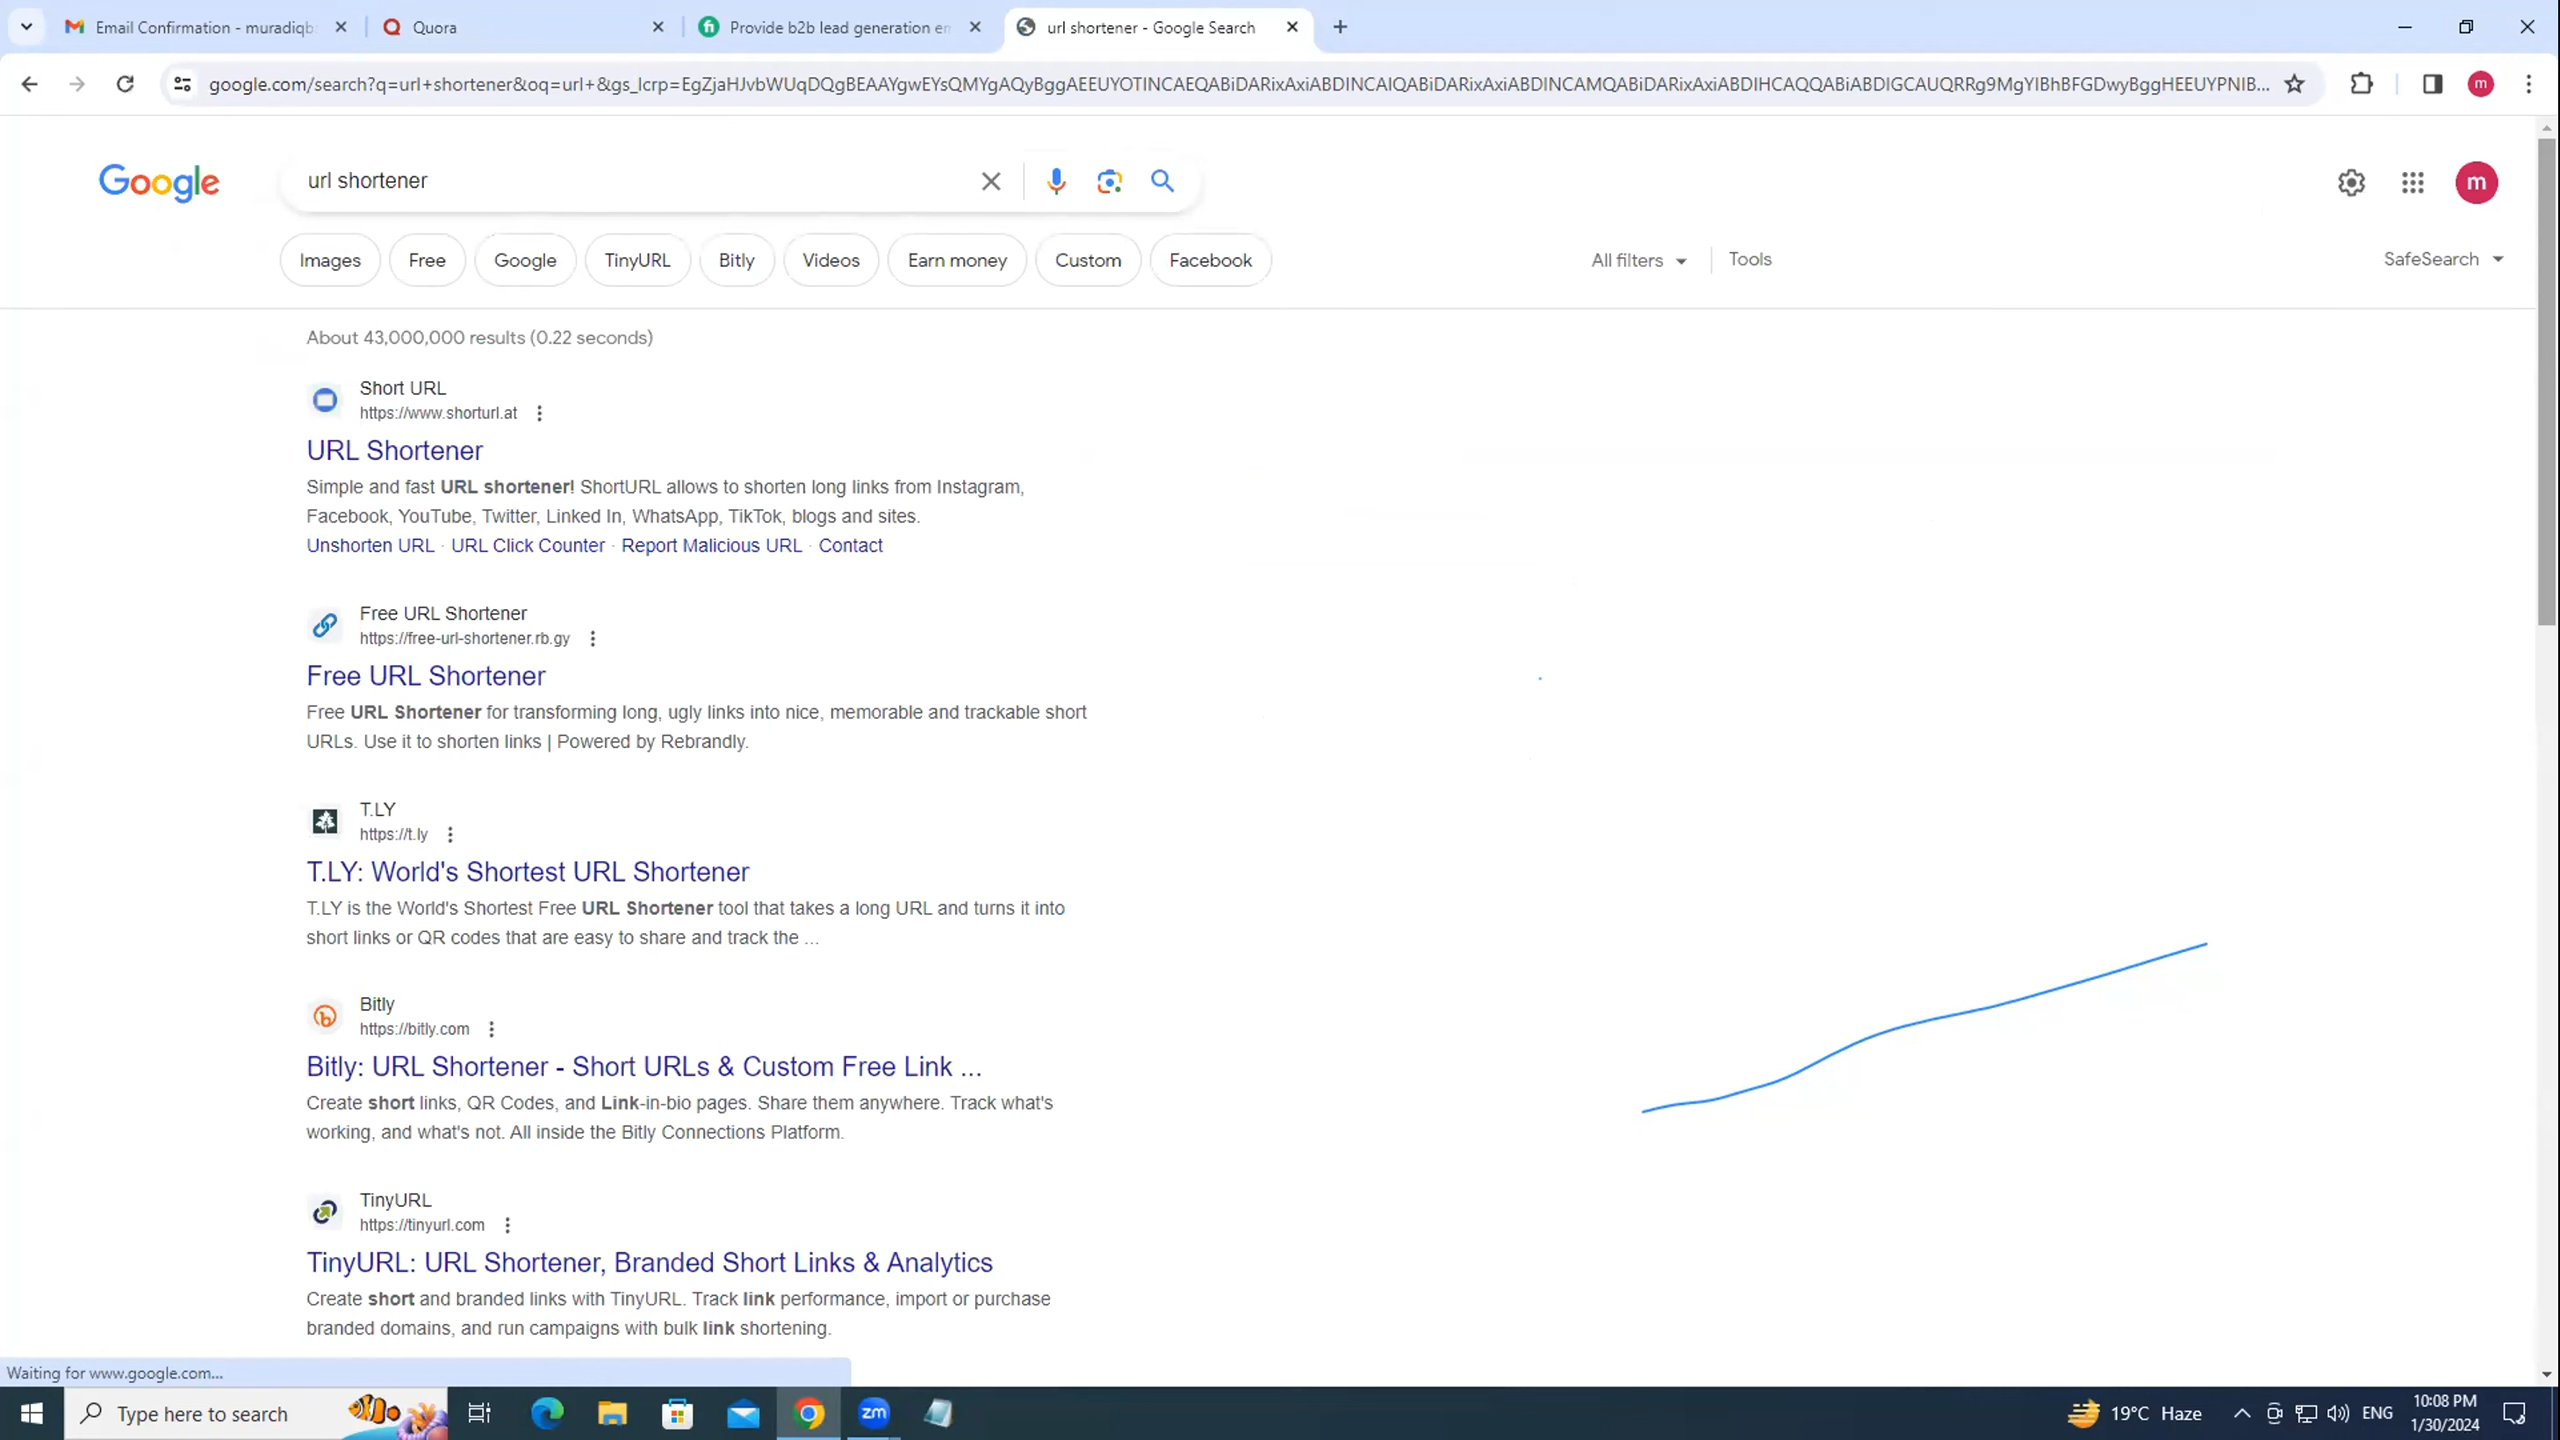 Email Confirmation - muradiqb
Quora
Provide b2b lead generation en
url shortener - Google Search
google.com/search?q=url+shortener&oq=url+&gs_lcrp=EgZjaHJvbWUqDQgBEAAYgwEYsQMYgAQyBggAEEUYOTINCAEQABiDARixAxiABDINCAIQABiDARixAxiABDINCAMQABiDARixAxiABDIHCAQQABiABDIGCAUQRRg9MgYIBhBFGDwyBggHEEUYPNIB...
m
Google
url shortener
m
Images
Free
Google
TinyURL
Bitly
Videos
Earn money
Custom
Facebook
All filters
Tools
SafeSearch
About 43,000,000 results (0.22 seconds)
Short URL
https://www.shorturl.at
URL Shortener
Simple and fast URL shortener! ShortURL allows to shorten long links from Instagram,
Facebook, YouTube, Twitter, Linked In, WhatsApp, TikTok, blogs and sites.
Unshorten URL · URL Click Counter · Report Malicious URL · Contact
Free URL Shortener
https://free-url-shortener.rb.gy
Free URL Shortener
Free URL Shortener for transforming long, ugly links into nice, memorable and trackable short
URLs. Use it to shorten links | Powered by Rebrandly.
T.LY
https://t.ly
T.LY: World's Shortest URL Shortener
T.LY is the World's Shortest Free URL Shortener tool that takes a long URL and turns it into
short links or QR codes that are easy to share and track the ...
Bitly
https://bitly.com
Bitly: URL Shortener - Short URLs & Custom Free Link ...
Create short links, QR Codes, and Link-in-bio pages. Share them anywhere. Track what's
working, and what's not. All inside the Bitly Connections Platform.
TinyURL
https://tinyurl.com
TinyURL: URL Shortener, Branded Short Links & Analytics
Create short and branded links with TinyURL. Track link performance, import or purchase
branded domains, and run campaigns with bulk link shortening.
Waiting for www.google.com...
Type here to search
zm
19°C Haze
ENG
10:08 PM
1/30/2024